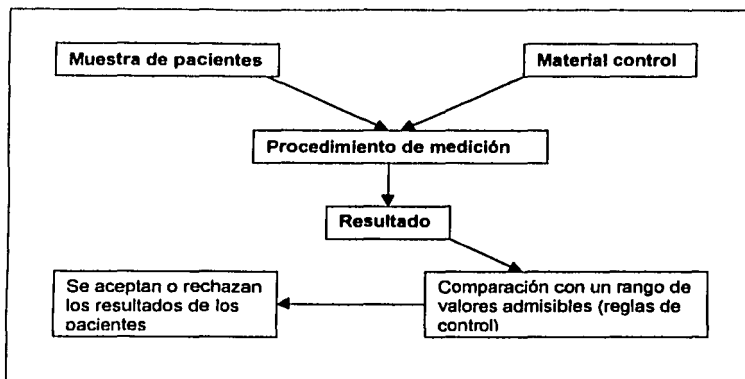 Muestra de pacientes
Material control
Procedimiento de medición
Resultado
Se aceptan o rechazan
los resultados de los
pacientes
Comparación con un rango de
valores admisibles (reglas de
control)